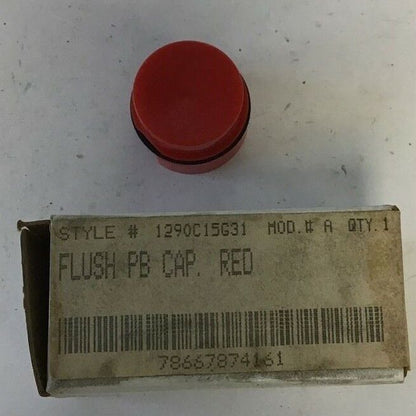 STYLE # 1290C15G31 MOD.# A QTY.1
FLUSH PB CAP. RED
78667874161